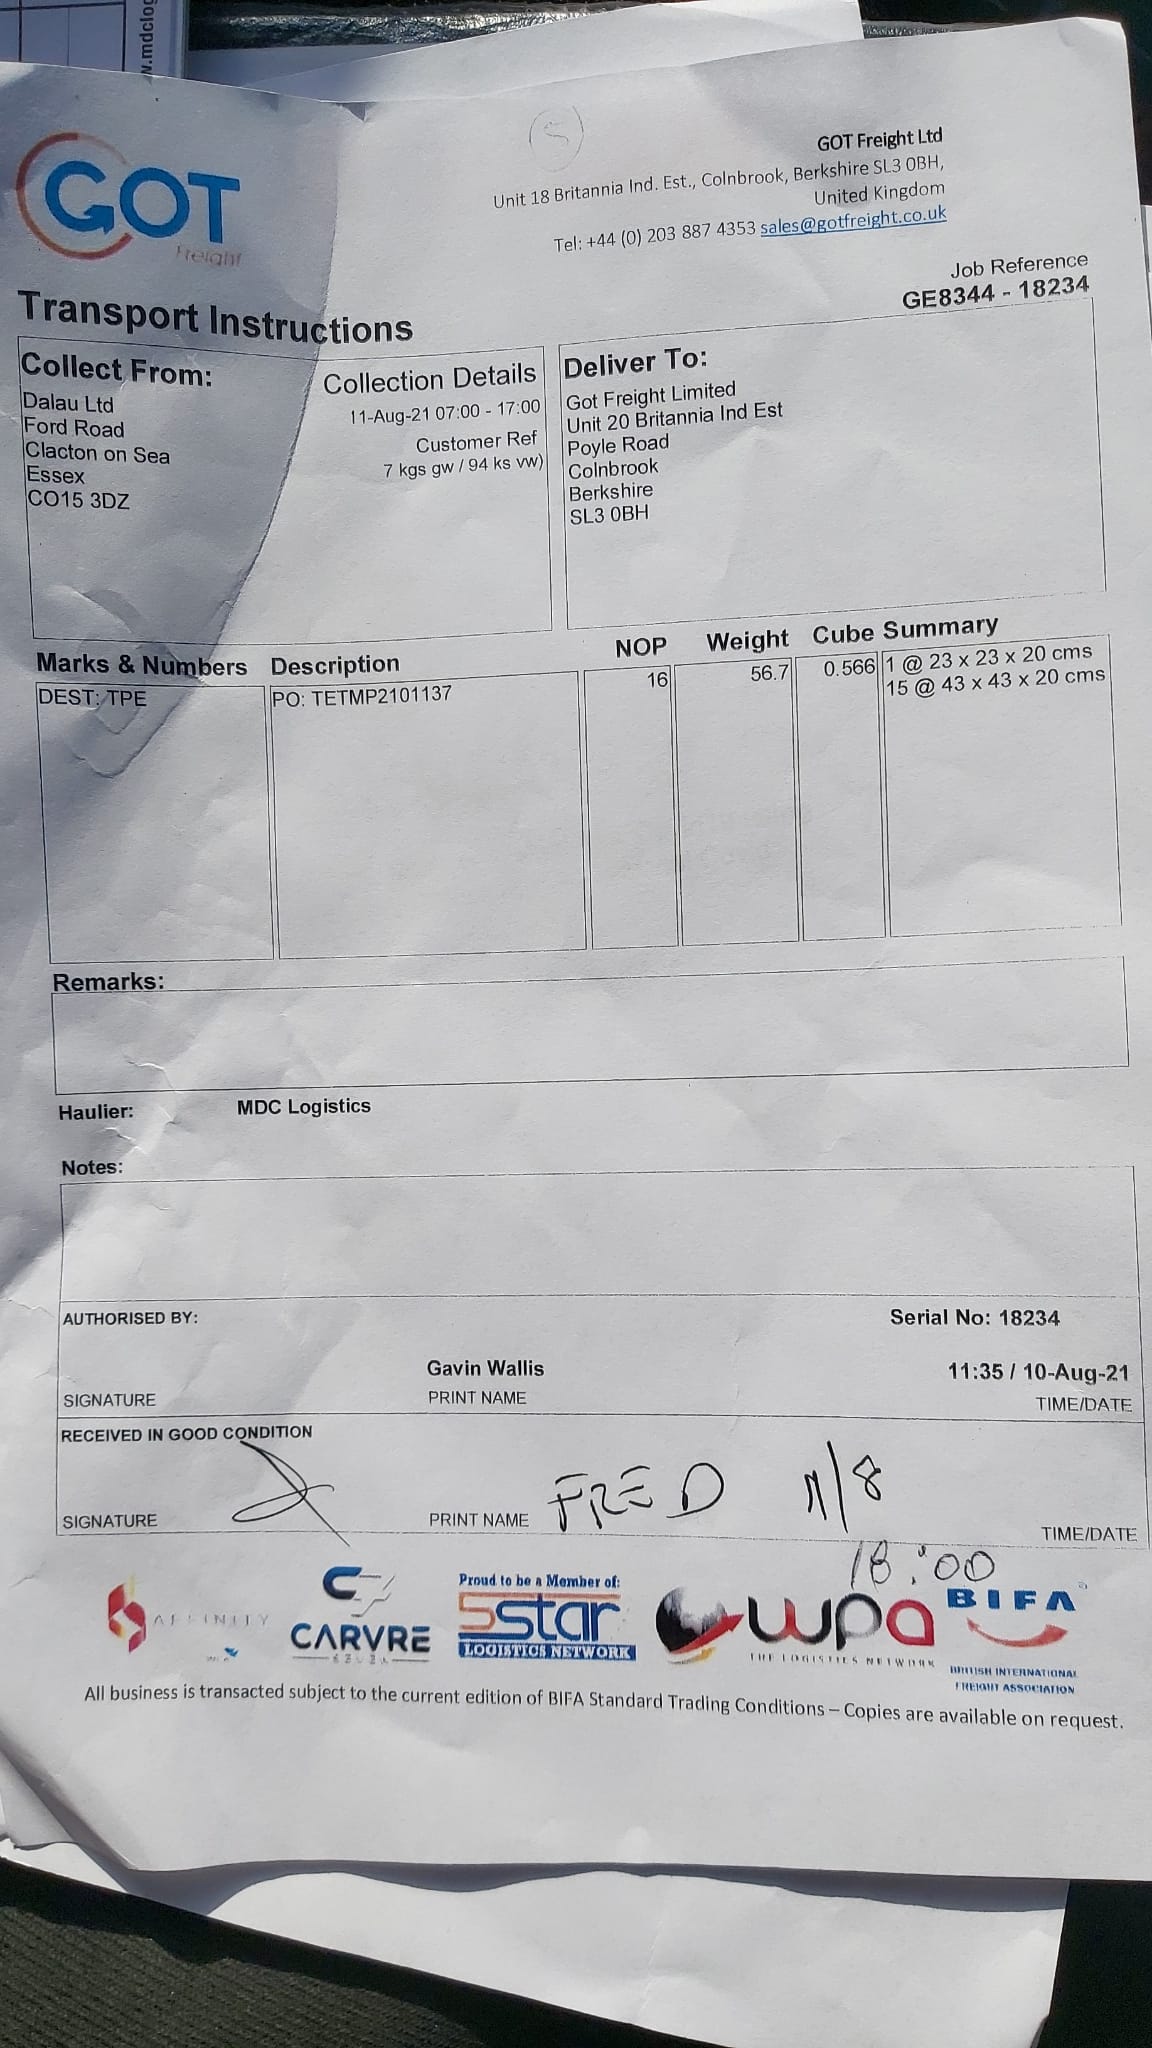 w.mdclog
GOT
Freight
5
GOT Freight Ltd
Unit 18 Britannia Ind. Est., Colnbrook, Berkshire SL3 0BH,
United Kingdom
Tel: +44 (0) 203 887 4353 sales@gotfreight.co.uk
Job Reference
GE8344 - 18234
Transport Instructions
Collect From:
Dalau Ltd
Ford Road
Clacton on Sea
Essex
CO15 3DZ
Collection Details
11-Aug-21 07:00 - 17:00
Customer Ref
7 kgs gw / 94 ks vw)
Deliver To:
Got Freight Limited
Unit 20 Britannia Ind Est
Poyle Road
Colnbrook
Berkshire
SL3 0BH
Marks & Numbers Description NOP Weight Cube Summary
DEST: TPE PO: TETMP2101137 16 56.7 0.566 1 @ 23 x 23 x 20 cms
15 @ 43 x 43 x 20 cms
Remarks:
Haulier: MDC Logistics
Notes:
AUTHORISED BY: Serial No: 18234
Gavin Wallis 11:35 / 10-Aug-21
SIGNATURE PRINT NAME TIME/DATE
RECEIVED IN GOOD CONDITION
FRED 11/8
SIGNATURE PRINT NAME TIME/DATE
18:00
AFFINITY
CARVRE
Proud to be a Member of:
5star
LOGISTICS NETWORK
wpa
THE LOGISTICS NETWORK
BIFA
BRITISH INTERNATIONAL
FREIGHT ASSOCIATION
All business is transacted subject to the current edition of BIFA Standard Trading Conditions – Copies are available on request.